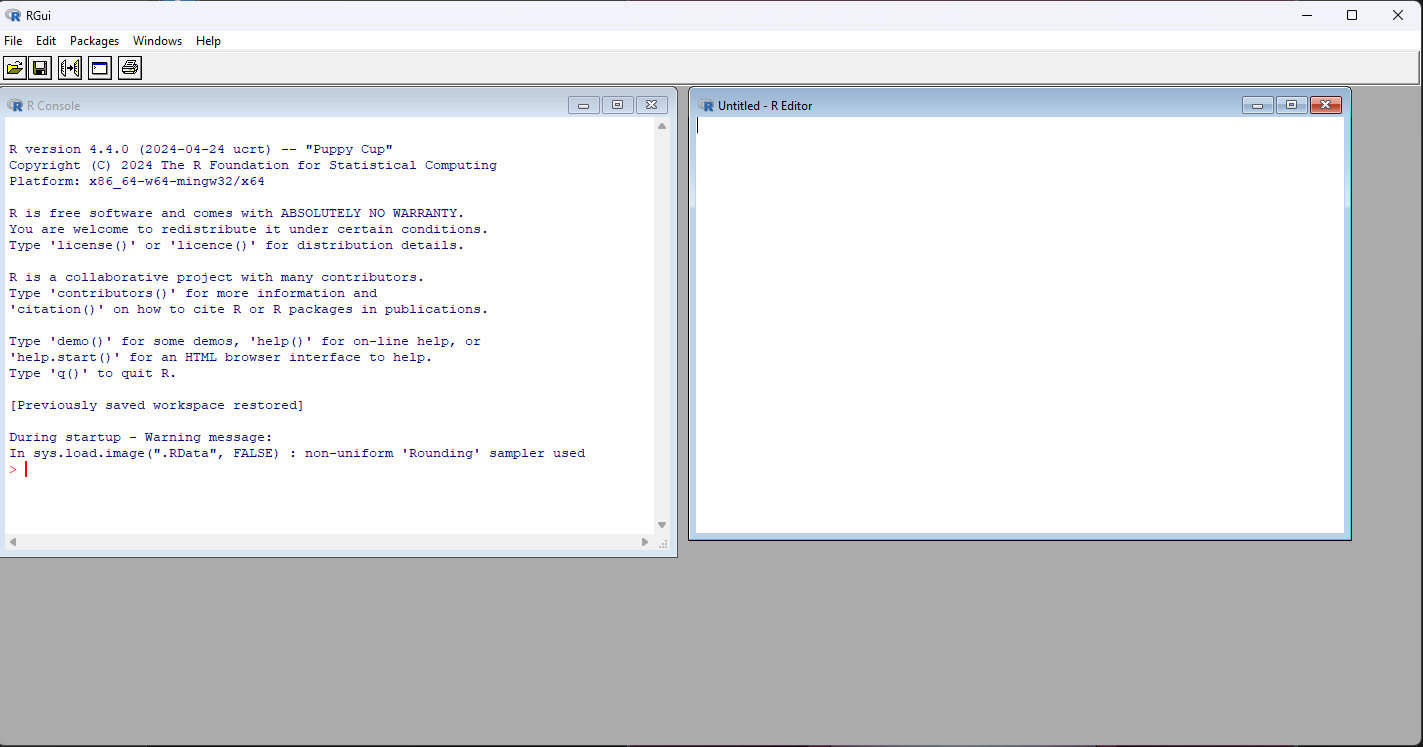 RGui
File Edit Packages Windows Help
R Console
R version 4.4.0 (2024-04-24 ucrt) -- "Puppy Cup"
Copyright (C) 2024 The R Foundation for Statistical Computing
Platform: x86_64-w64-mingw32/x64
R is free software and comes with ABSOLUTELY NO WARRANTY.
You are welcome to redistribute it under certain conditions.
Type 'license()' or 'licence()' for distribution details.
R is a collaborative project with many contributors.
Type 'contributors()' for more information and
'citation()' on how to cite R or R packages in publications.
Type 'demo()' for some demos, 'help()' for on-line help, or
'help.start()' for an HTML browser interface to help.
Type 'q()' to quit R.
[Previously saved workspace restored]
During startup - Warning message:
In sys.load.image(".RData", FALSE) : non-uniform 'Rounding' sampler used
>
Untitled - R Editor